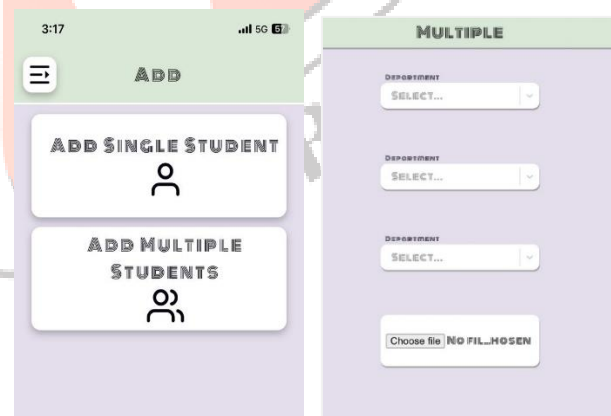 3:17
5G
Add
Add Single Student
Add Multiple
Students
Multiple
Department
Select...
Department
Select...
Department
Select...
Choose file No fil...hosen